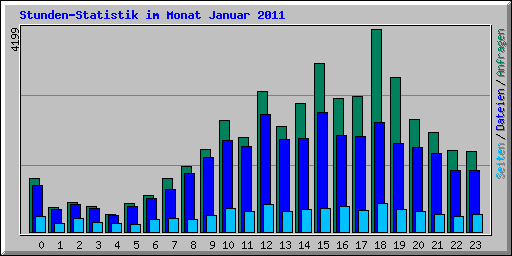 Stunden-Statistik im Monat Januar 2011
4199
0 1 2 3 4 5 6 7 8 9 10 11 12 13 14 15 16 17 18 19 20 21 22 23
Seiten / Dateien / Anfragen